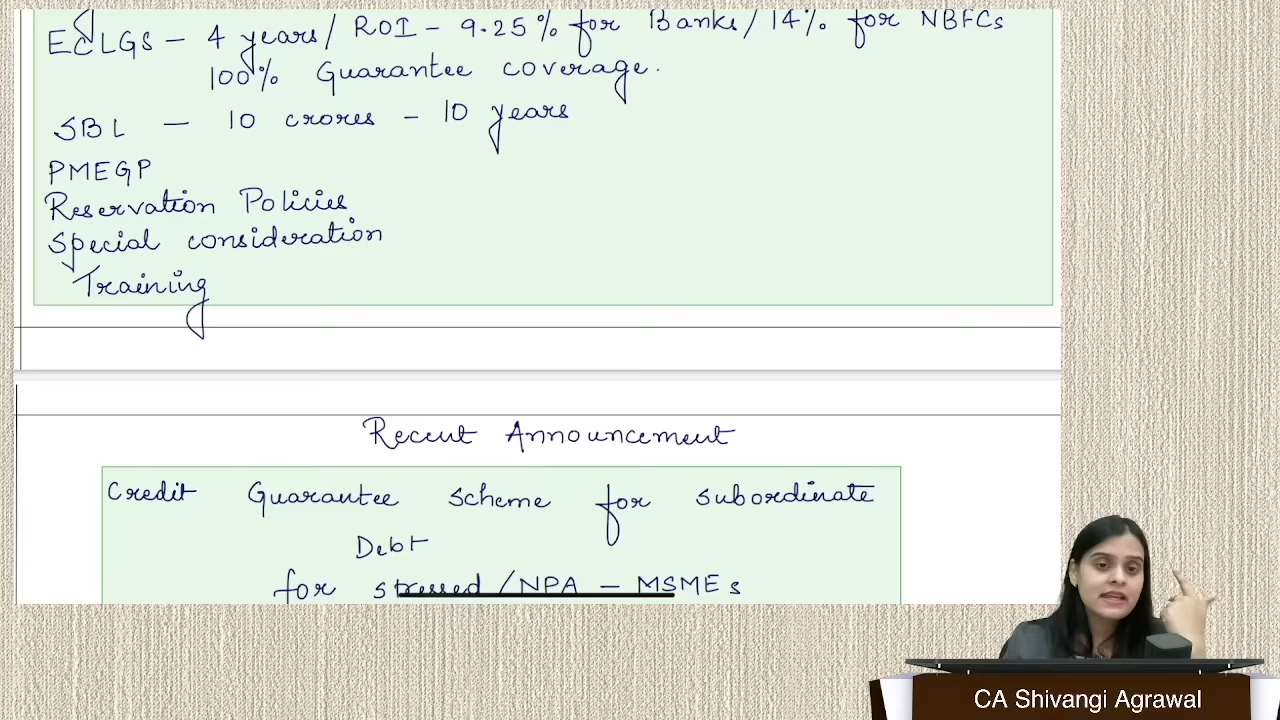 ECLGS – 4 years/ ROI – 9.25% for Banks/14% for NBFCs
100% Guarantee coverage.
SBL – 10 crores – 10 years
PMEGP
Reservation Policies
Special consideration
Training
Recent Announcement
Credit Guarantee scheme for subordinate
Debt
for stressed /NPA – MSMEs
CA Shivangi Agrawal